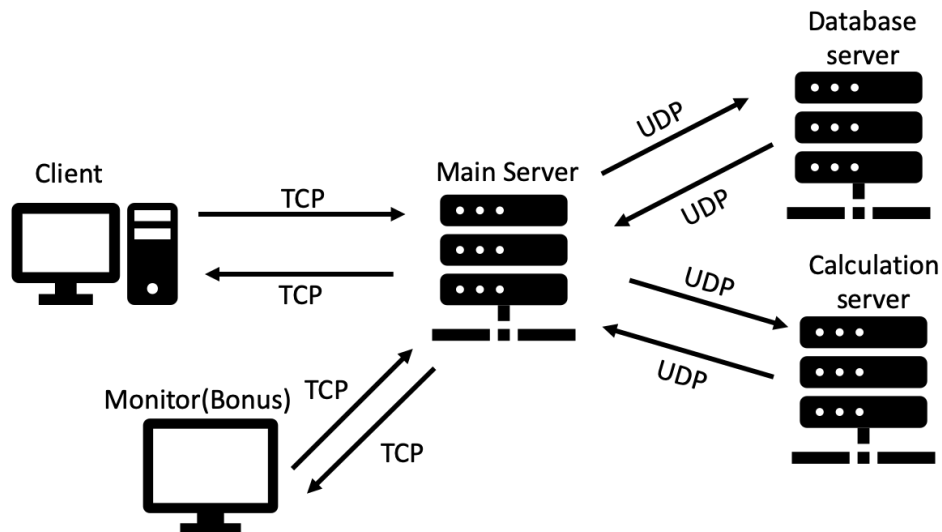 Database
server
UDP
Client
Main Server
TCP
UDP
TCP
Calculation
server
UDP
UDP
Monitor(Bonus)
TCP
TCP